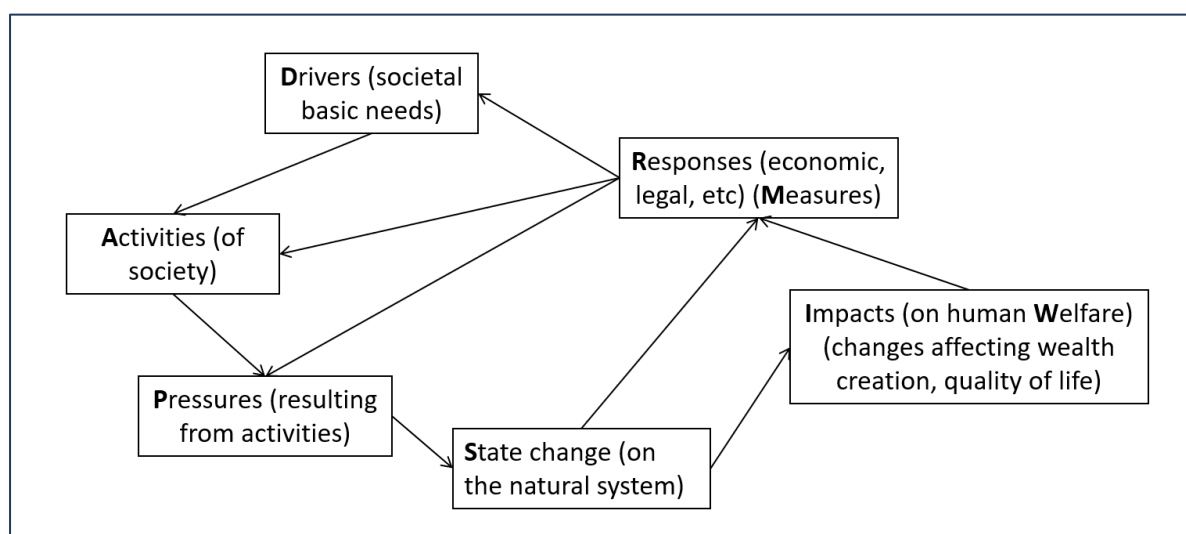 Drivers (societal
basic needs)
Responses (economic,
legal, etc) (Measures)
Activities (of
society)
Impacts (on human Welfare)
(changes affecting wealth
creation, quality of life)
Pressures (resulting
from activities)
State change (on
the natural system)